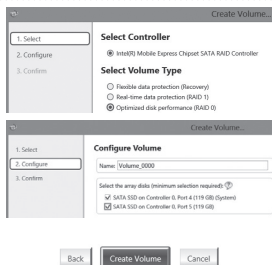 Create Volume...
1. Select
2. Configure
3. Confirm
Select Controller
Intel(R) Mobile Express Chipset SATA RAID Controller
Select Volume Type
Flexible data protection (Recovery)
Real-time data protection (RAID 1)
Optimized disk performance (RAID 0)
Create Volume...
1. Select
2. Configure
3. Confirm
Configure Volume
Name: Volume_0000
Select the array disks (minimum selection required):
SATA SSD on Controller 0, Port 4 (119 GB) (System)
SATA SSD on Controller 0, Port 5 (119 GB)
Back
Create Volume
Cancel